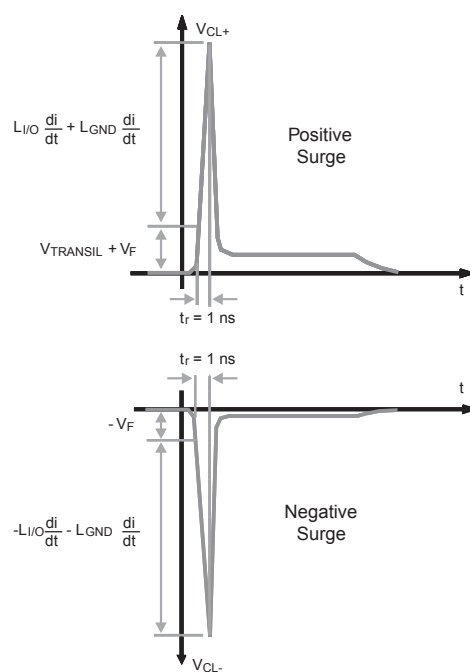 VCL+
LI/O di/dt + LGND di/dt
Positive
Surge
VTRANSIL + VF
t
tr = 1 ns
tr = 1 ns
t
- VF
-LI/O di/dt - LGND di/dt
Negative
Surge
VCL-